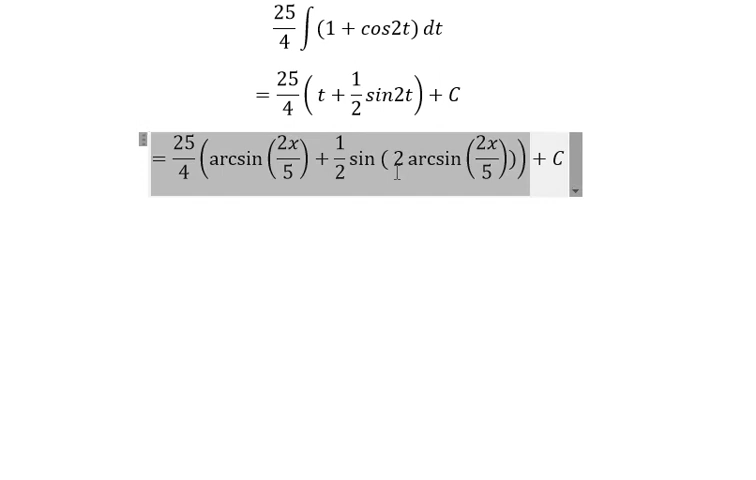 25/4 ∫(1 + cos2t) dt
= 25/4 (t + 1/2 sin2t) + C
= 25/4 (arcsin(2x/5) + 1/2 sin (2 arcsin(2x/5))) + C